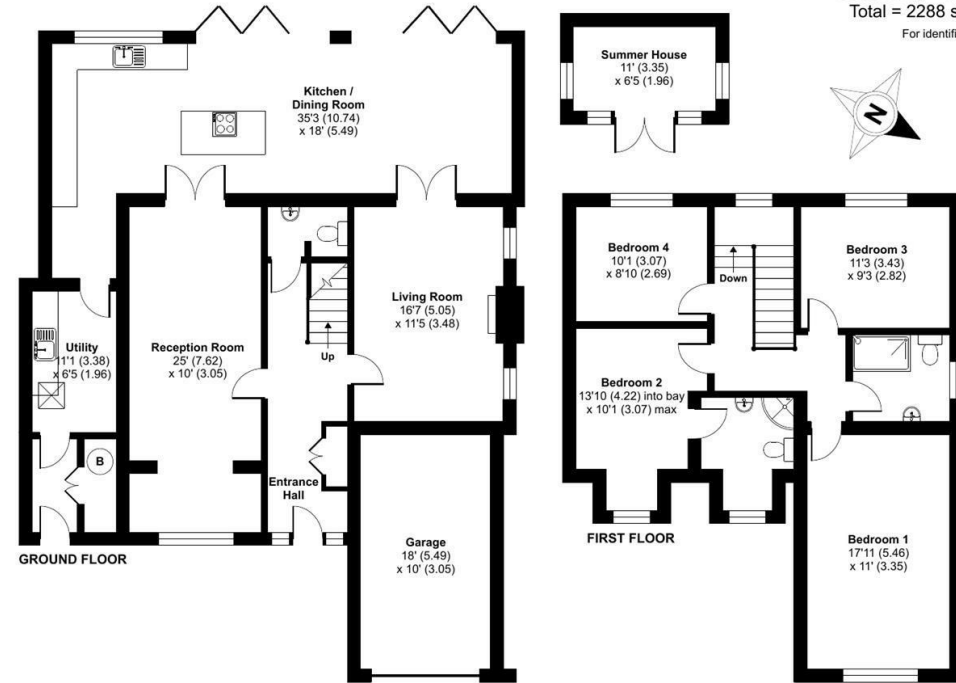 Total = 2288 s
For identifi
Summer House
11' (3.35)
x 6'5 (1.96)
N
Kitchen /
Dining Room
35'3 (10.74)
x 18' (5.49)
Living Room
16'7 (5.05)
x 11'5 (3.48)
Up
Reception Room
25' (7.62)
x 10' (3.05)
Utility
11'1 (3.38)
x 6'5 (1.96)
B
Entrance
Hall
Garage
18' (5.49)
x 10' (3.05)
GROUND FLOOR
Bedroom 4
10'1 (3.07)
x 8'10 (2.69)
Down
Bedroom 3
11'3 (3.43)
x 9'3 (2.82)
Bedroom 2
13'10 (4.22) into bay
x 10'1 (3.07) max
Bedroom 1
17'11 (5.46)
x 11' (3.35)
FIRST FLOOR